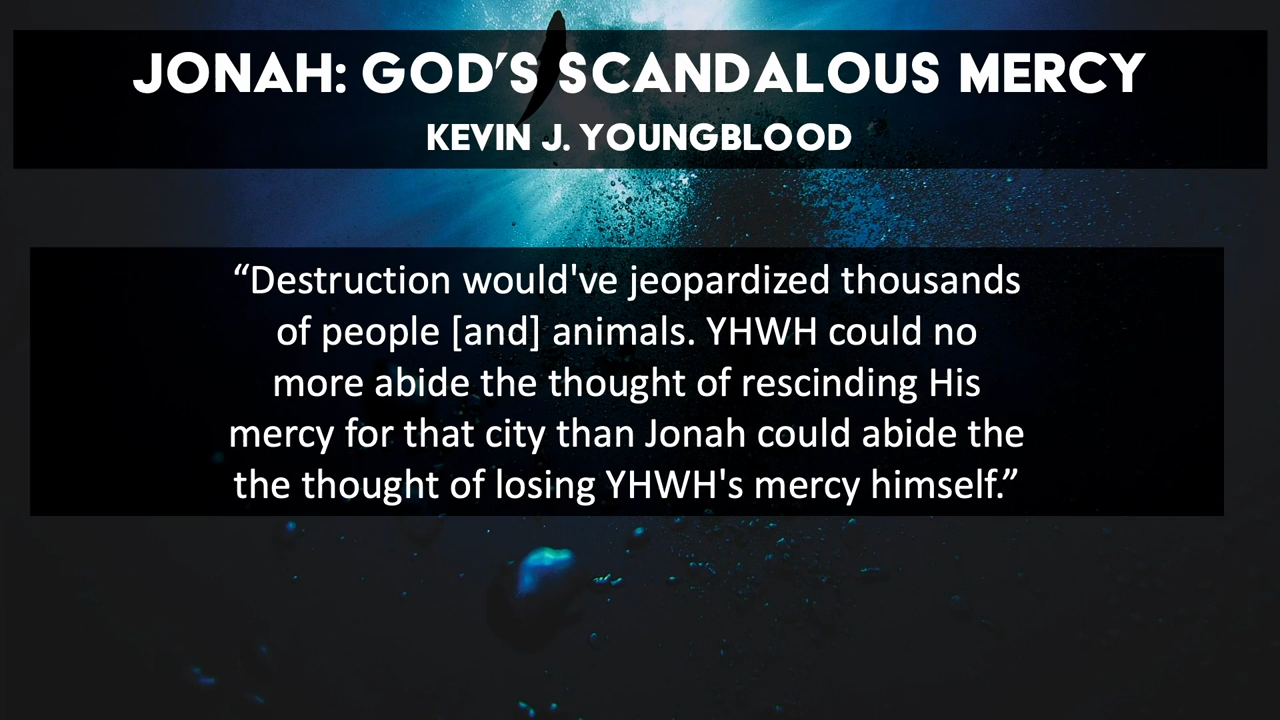 JONAH: GOD'S SCANDALOUS MERCY
KEVIN J. YOUNGBLOOD
“Destruction would've jeopardized thousands
of people [and] animals. YHWH could no
more abide the thought of rescinding His
mercy for that city than Jonah could abide the
the thought of losing YHWH's mercy himself.”